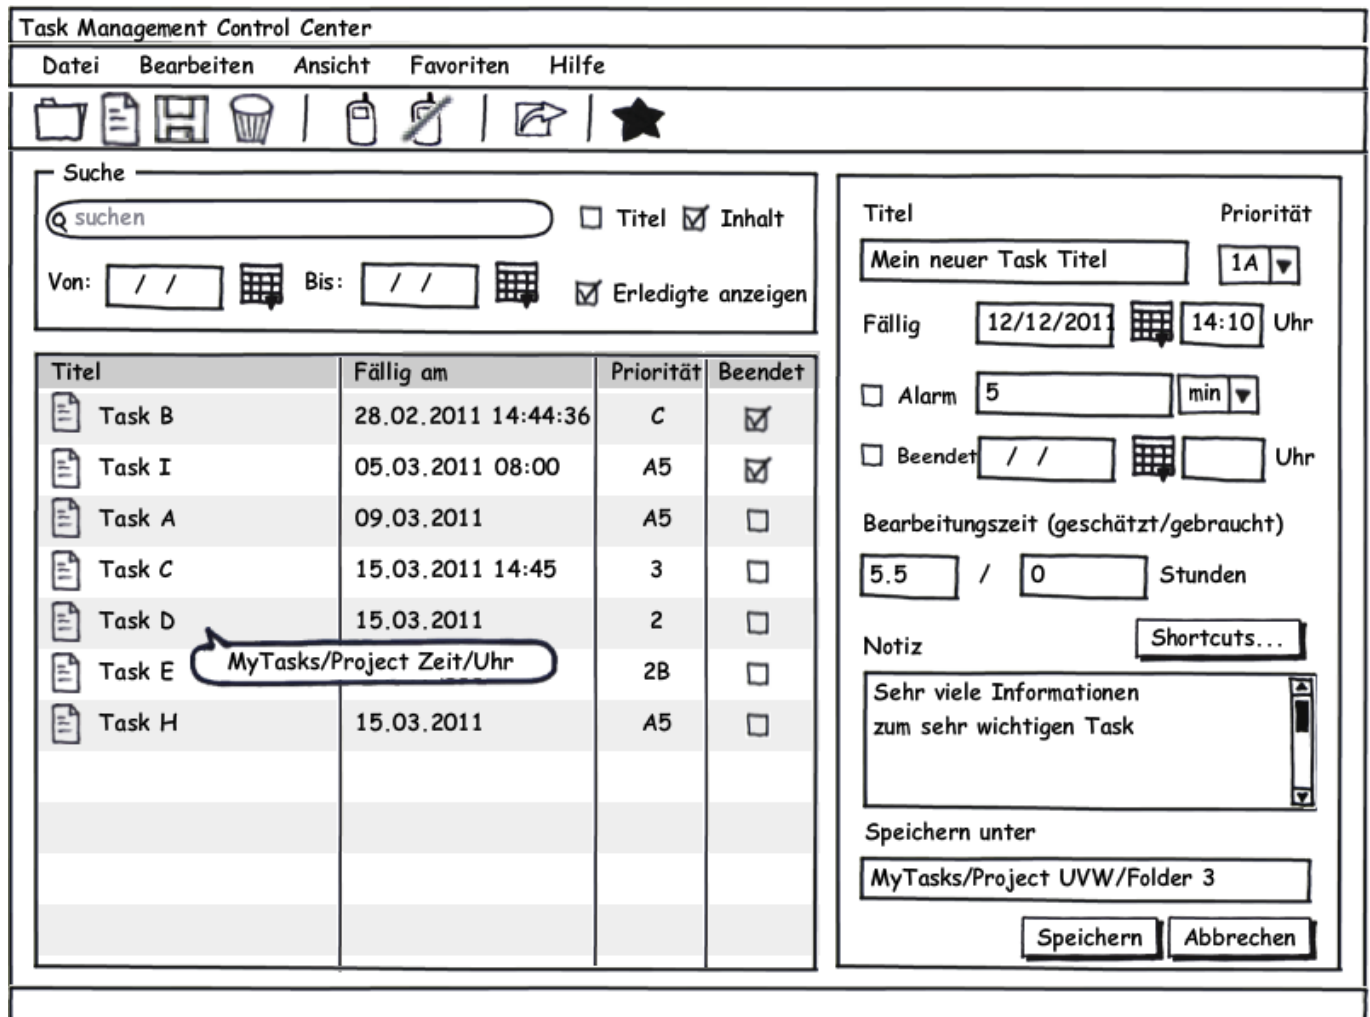 Task Management Control Center
Datei Bearbeiten Ansicht Favoriten Hilfe
Suche
suchen
Titel Inhalt
Von: / / Bis: / / Erledigte anzeigen
Titel Fällig am Priorität Beendet
Task B 28.02.2011 14:44:36 C
Task I 05.03.2011 08:00 A5
Task A 09.03.2011 A5
Task C 15.03.2011 14:45 3
Task D 15.03.2011 2
MyTasks/Project Zeit/Uhr
Task E 2B
Task H 15.03.2011 A5
Titel Priorität
Mein neuer Task Titel 1A
Fällig 12/12/2011 14:10 Uhr
Alarm 5 min
Beendet / / Uhr
Bearbeitungszeit (geschätzt/gebraucht)
5.5 / 0 Stunden
Notiz Shortcuts...
Sehr viele Informationen
zum sehr wichtigen Task
Speichern unter
MyTasks/Project UVW/Folder 3
Speichern Abbrechen